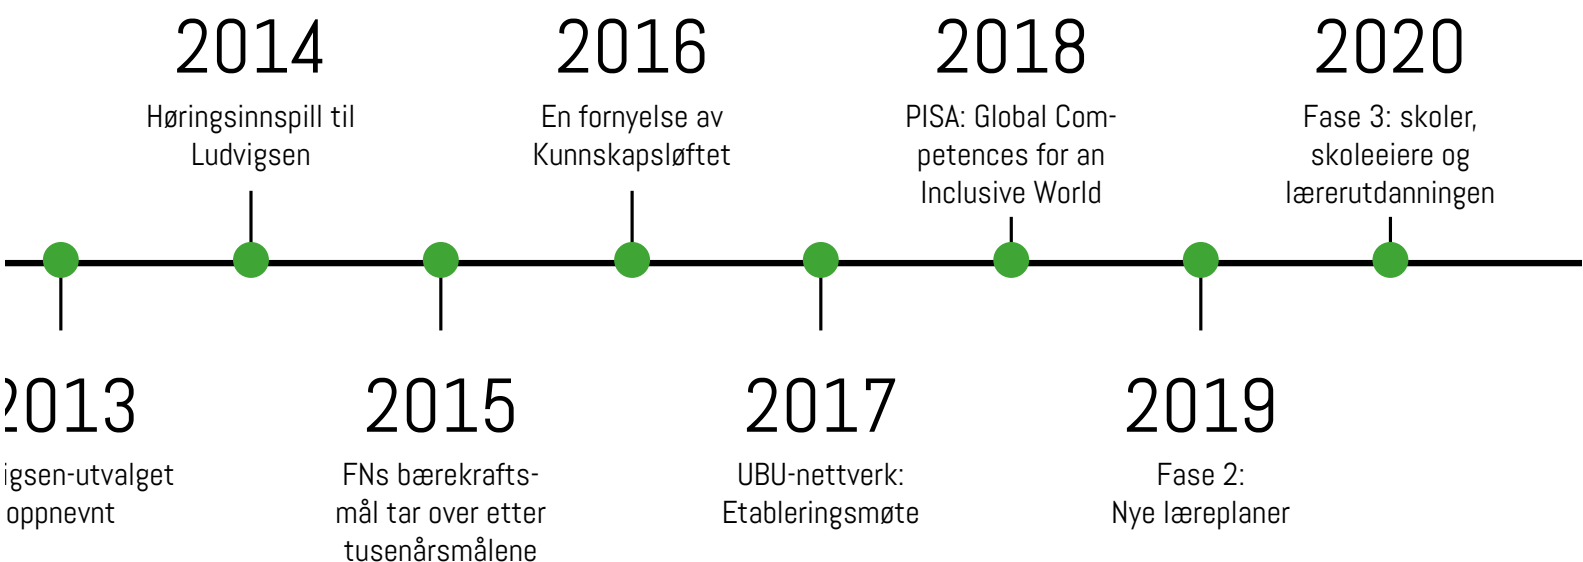 2014
Høringsinnspill til
Ludvigsen
2016
En fornyelse av
Kunnskapsløftet
2018
PISA: Global Com-
petences for an
Inclusive World
2020
Fase 3: skoler,
skoleeiere og
lærerutdanningen
2013
igsen-utvalget
oppnevnt
2015
FNs bærekrafts-
mål tar over etter
tusenårsmålene
2017
UBU-nettverk:
Etableringsmøte
2019
Fase 2:
Nye læreplaner